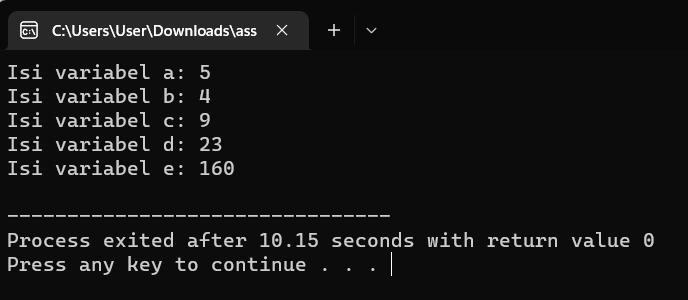 C:\Users\User\Downloads\ass
Isi variabel a: 5
Isi variabel b: 4
Isi variabel c: 9
Isi variabel d: 23
Isi variabel e: 160
--------------------------------
Process exited after 10.15 seconds with return value 0
Press any key to continue . . .